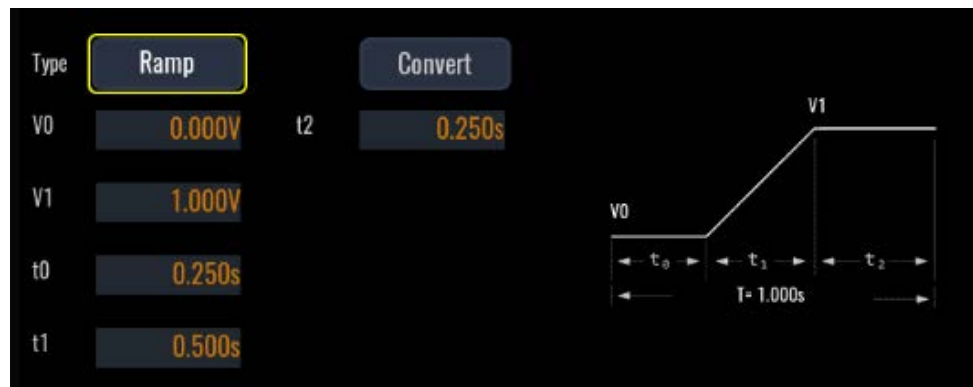 Type Ramp Convert
V0 0.000V t2 0.250s
V1 1.000V
t0 0.250s
t1 0.500s
V1
V0
t₀ t₁ t₂
T= 1.000s